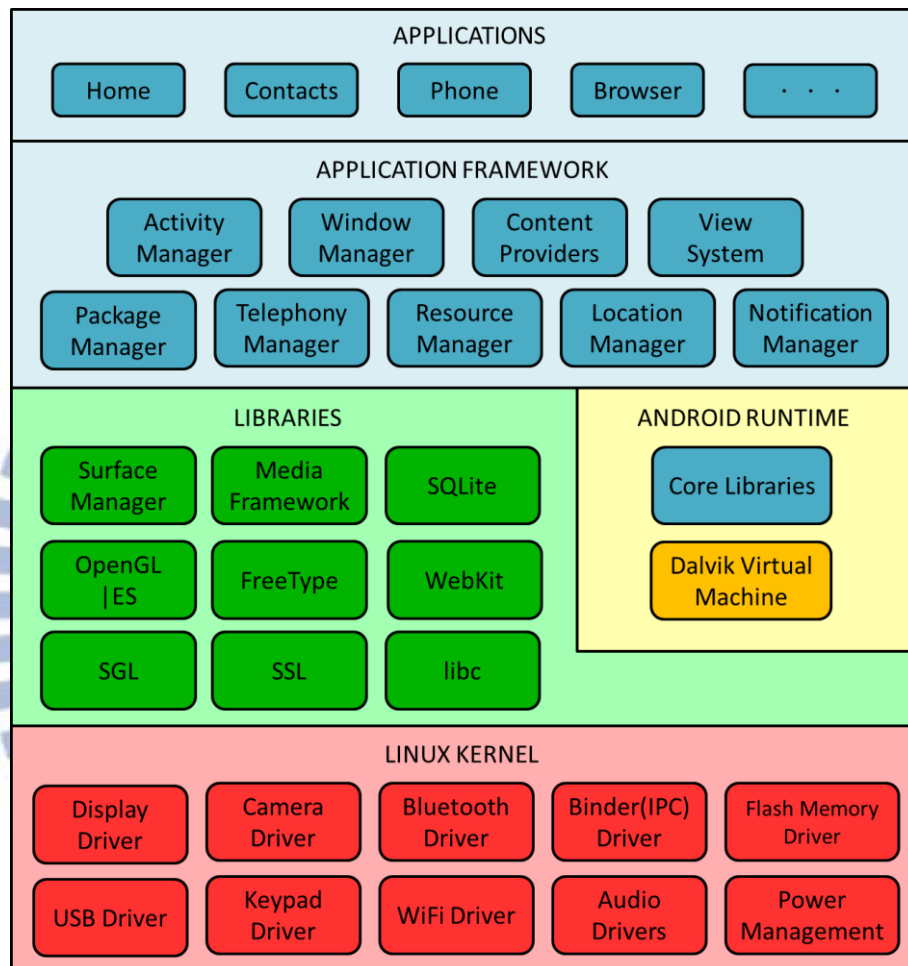 APPLICATIONS
Home
Contacts
Phone
Browser
· · ·
APPLICATION FRAMEWORK
Activity
Manager
Window
Manager
Content
Providers
View
System
Package
Manager
Telephony
Manager
Resource
Manager
Location
Manager
Notification
Manager
LIBRARIES
Surface
Manager
Media
Framework
SQLite
OpenGL
|ES
FreeType
WebKit
SGL
SSL
libc
ANDROID RUNTIME
Core Libraries
Dalvik Virtual
Machine
LINUX KERNEL
Display
Driver
Camera
Driver
Bluetooth
Driver
Binder(IPC)
Driver
Flash Memory
Driver
USB Driver
Keypad
Driver
WiFi Driver
Audio
Drivers
Power
Management